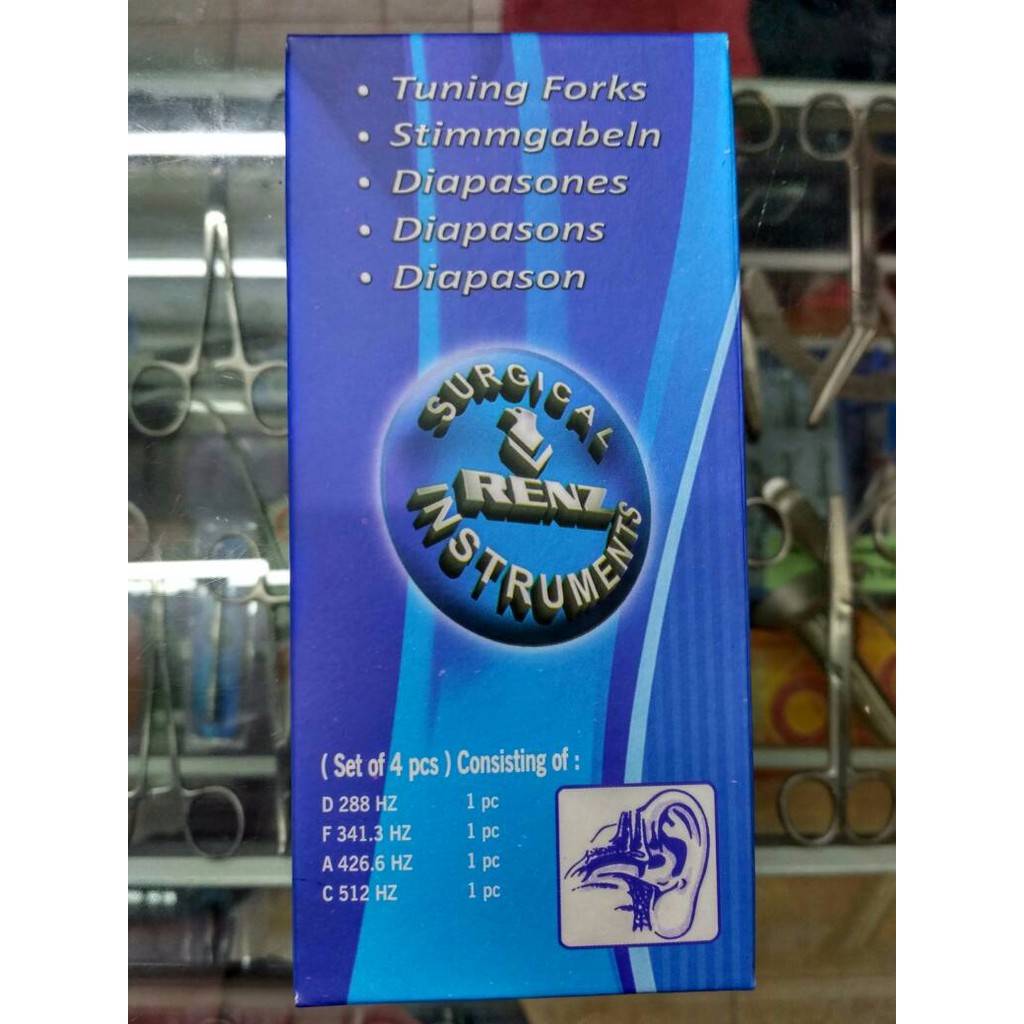 • Tuning Forks
• Stimmgabeln
• Diapasones
• Diapasons
• Diapason
SURGICAL
RENZ
INSTRUMENTS
( Set of 4 pcs ) Consisting of :
D 288 HZ 1 pc
F 341.3 HZ 1 pc
A 426.6 HZ 1 pc
C 512 HZ 1 pc